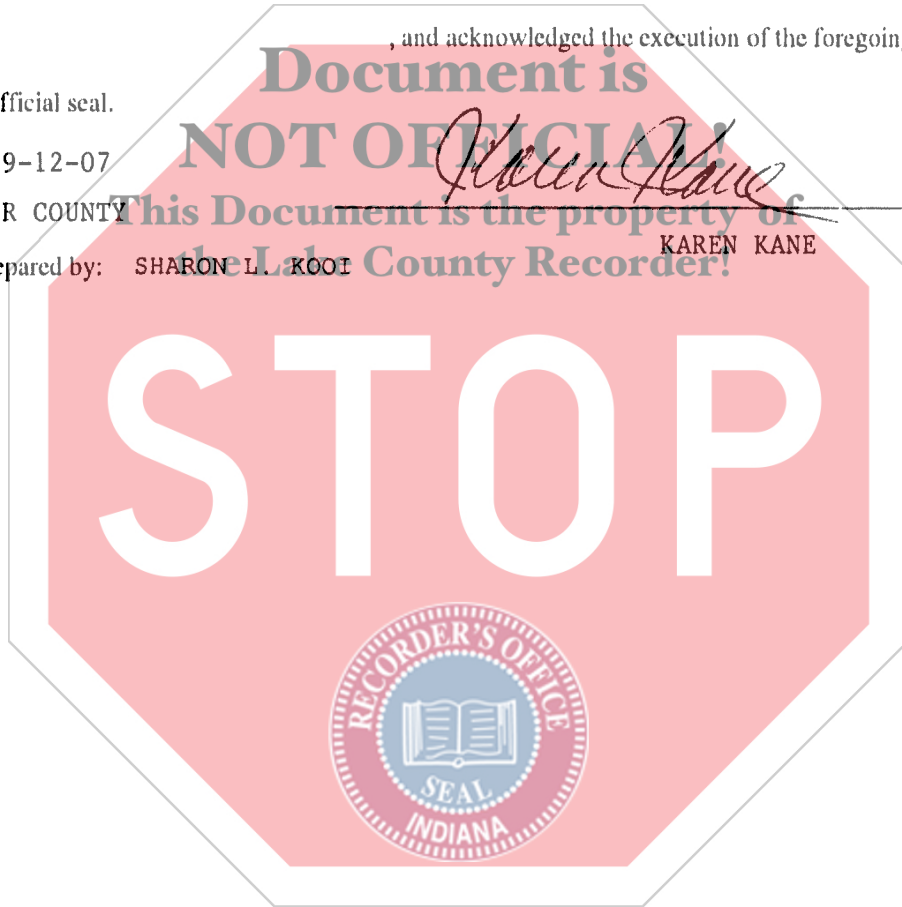 , and acknowledged the execution of the foregoin
Document is
fficial seal.
NOT OFFICIAL!
9-12-07
Karen Kane
R COUNTY
This Document is the property of
KAREN KANE
epared by: SHARON L. KOOI
the Lake County Recorder!
STOP
RECORDER'S OFFICE
SEAL
INDIANA